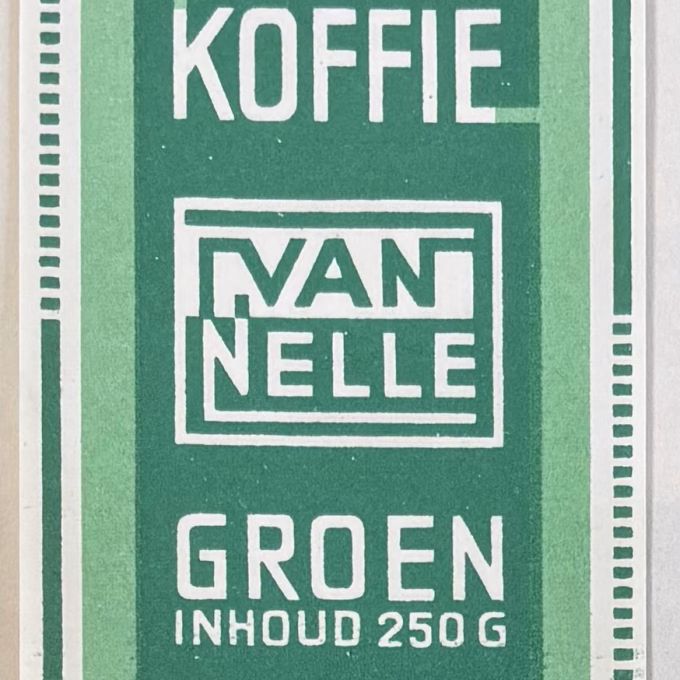 KOFFIE
VAN
NELLE
GROEN
INHOUD 250 G